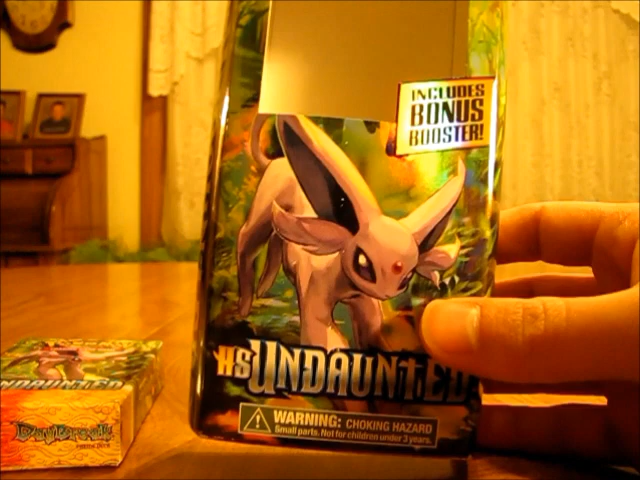 INCLUDES
BONUS
BOOSTER!
HS UNDAUNTED
WARNING: CHOKING HAZARD
Small parts. Not for children under 3 years.
UNDAUNTED